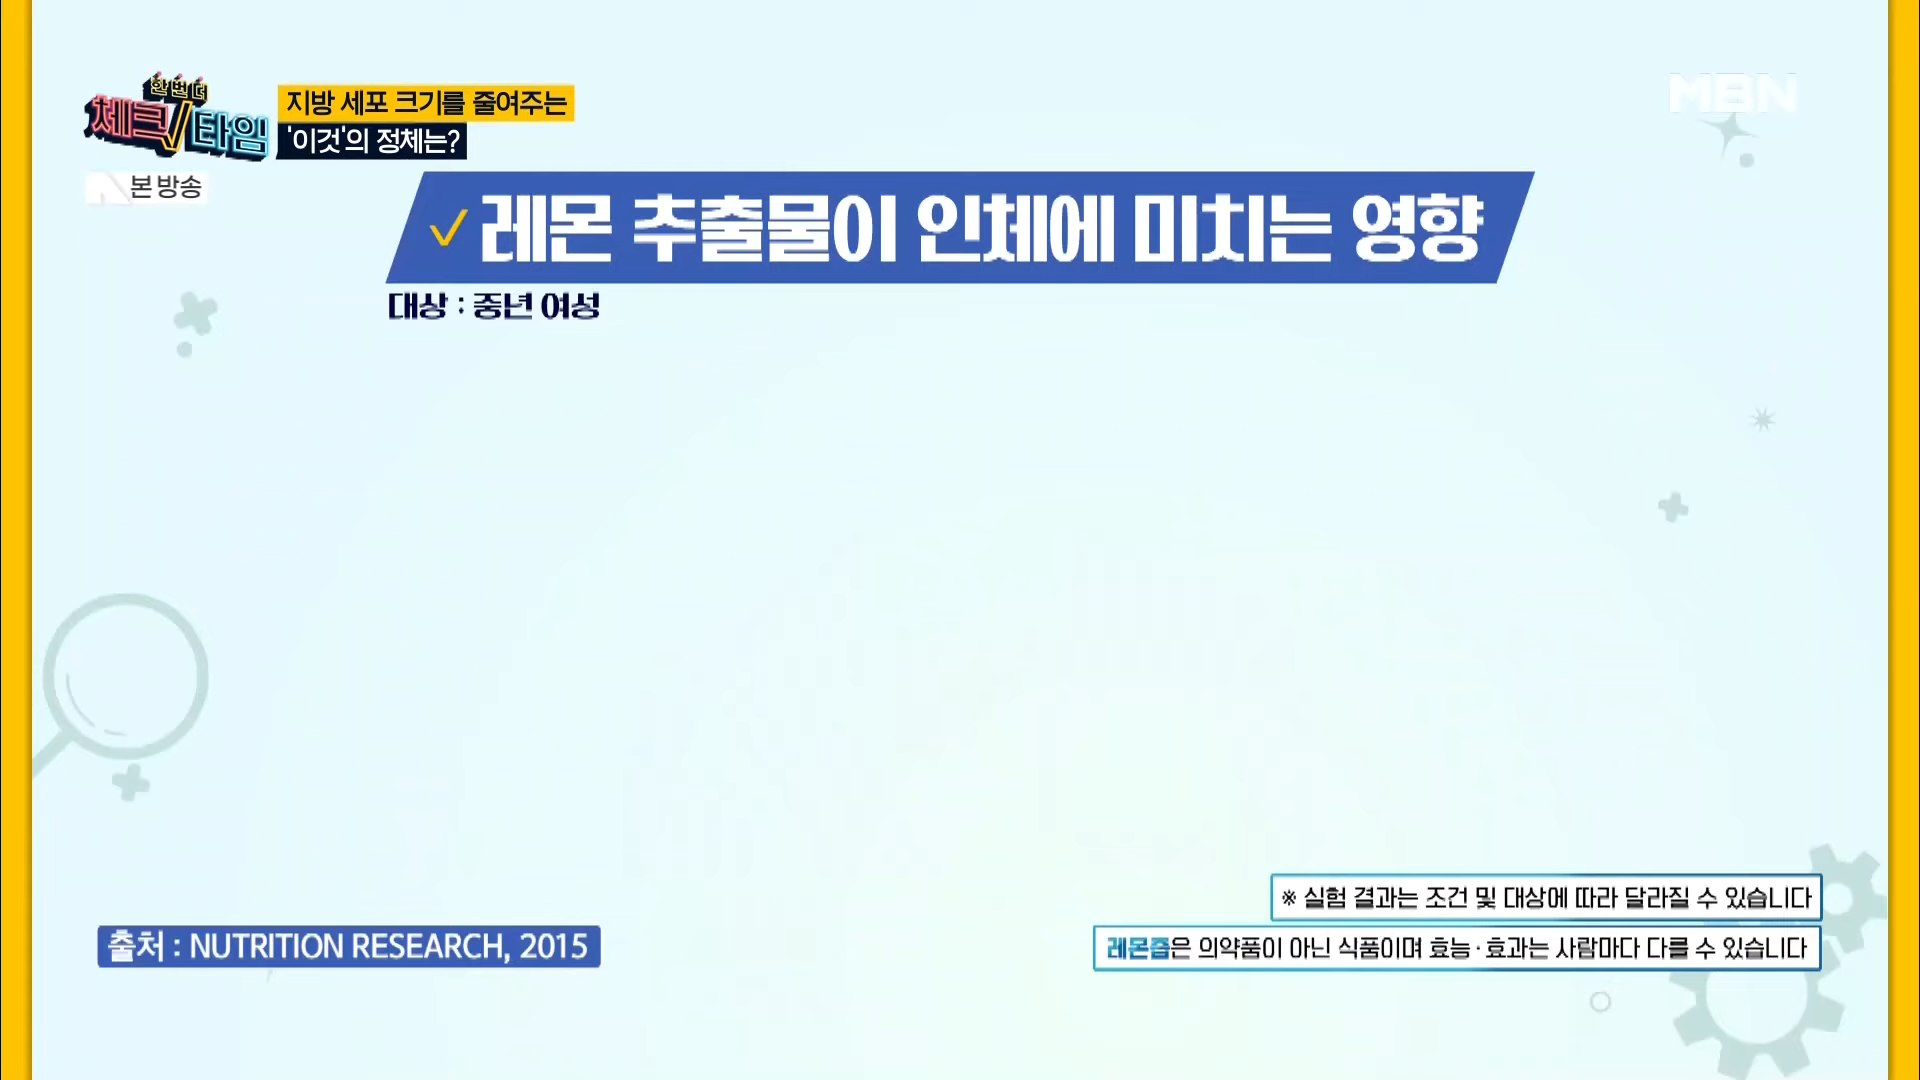 한 번 더
체크타임
지방 세포 크기를 줄여주는
'이것'의 정체는?
MBN
본방송
레몬 추출물이 인체에 미치는 영향
대상 : 중년 여성
※ 실험 결과는 조건 및 대상에 따라 달라질 수 있습니다
출처 : NUTRITION RESEARCH, 2015
레몬즙은 의약품이 아닌 식품이며 효능·효과는 사람마다 다를 수 있습니다